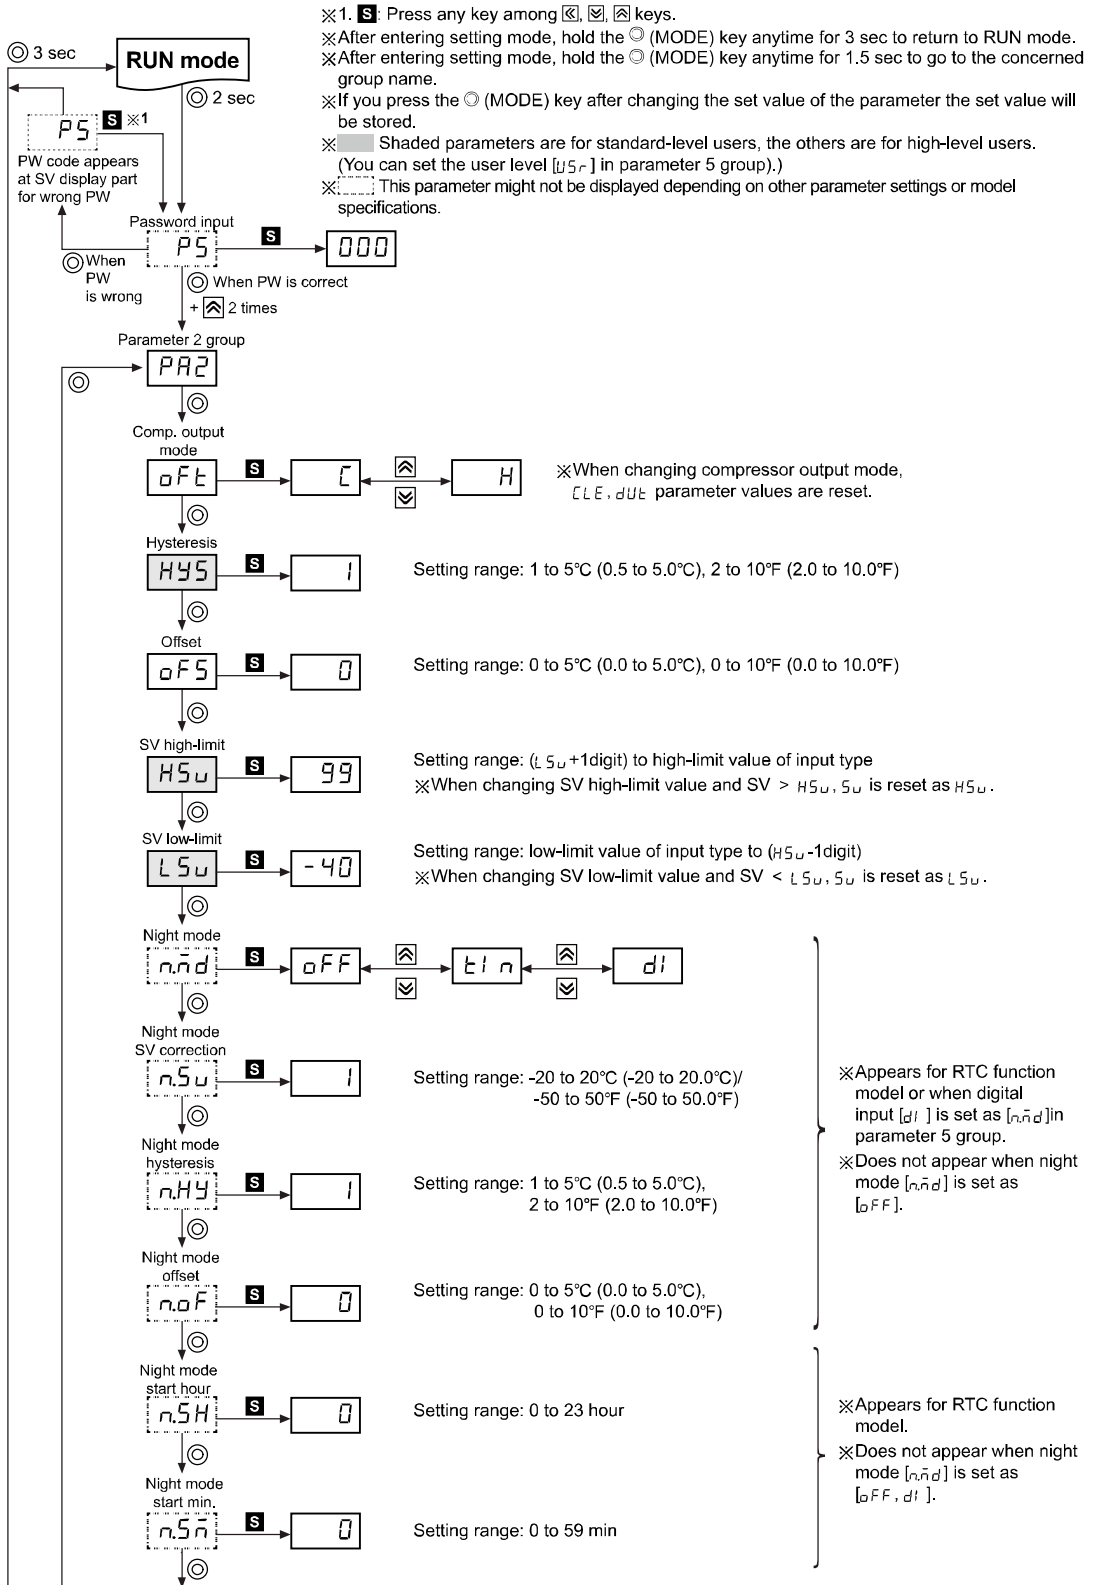 ※1. S: Press any key among «, ︾, ︽ keys.
※After entering setting mode, hold the ◎ (MODE) key anytime for 3 sec to return to RUN mode.
※After entering setting mode, hold the ◎ (MODE) key anytime for 1.5 sec to go to the concerned
group name.
※If you press the ◎ (MODE) key after changing the set value of the parameter the set value will
be stored.
※ Shaded parameters are for standard-level users, the others are for high-level users.
(You can set the user level [USr] in parameter 5 group).)
※ This parameter might not be displayed depending on other parameter settings or model
specifications.
◎ 3 sec
RUN mode
◎ 2 sec
PS
S ※1
PW code appears
at SV display part
for wrong PW
Password input
PS
S
000
◎ When
PW
is wrong
◎ When PW is correct
+ ︽ 2 times
Parameter 2 group
PA2
◎
◎
Comp. output
mode
oFt
S
C
︽
︾
H
※When changing compressor output mode,
CLE, dUt parameter values are reset.
◎
Hysteresis
HYS
S
1
Setting range: 1 to 5℃ (0.5 to 5.0℃), 2 to 10℉ (2.0 to 10.0℉)
◎
Offset
oFS
S
0
Setting range: 0 to 5℃ (0.0 to 5.0℃), 0 to 10℉ (0.0 to 10.0℉)
◎
SV high-limit
HSu
S
99
Setting range: (LSu+1digit) to high-limit value of input type
※When changing SV high-limit value and SV > HSu, Su is reset as HSu.
◎
SV low-limit
LSu
S
-40
Setting range: low-limit value of input type to (HSu-1digit)
※When changing SV low-limit value and SV < LSu, Su is reset as LSu.
◎
Night mode
n.n̄d
S
oFF
︽
︾
tIn
︽
︾
dI
◎
Night mode
SV correction
n.Su
S
1
Setting range: -20 to 20℃ (-20 to 20.0℃)/
-50 to 50℉ (-50 to 50.0℉)
◎
Night mode
hysteresis
n.HY
S
1
Setting range: 1 to 5℃ (0.5 to 5.0℃),
2 to 10℉ (2.0 to 10.0℉)
◎
Night mode
offset
n.oF
S
0
Setting range: 0 to 5℃ (0.0 to 5.0℃),
0 to 10℉ (0.0 to 10.0℉)
※Appears for RTC function
model or when digital
input [dI ] is set as [n.n̄d]in
parameter 5 group.
※Does not appear when night
mode [n.n̄d] is set as
[oFF].
◎
Night mode
start hour
n.SH
S
0
Setting range: 0 to 23 hour
◎
Night mode
start min.
n.Sn̄
S
0
Setting range: 0 to 59 min
◎
※Appears for RTC function
model.
※Does not appear when night
mode [n.n̄d] is set as
[oFF, dI ].